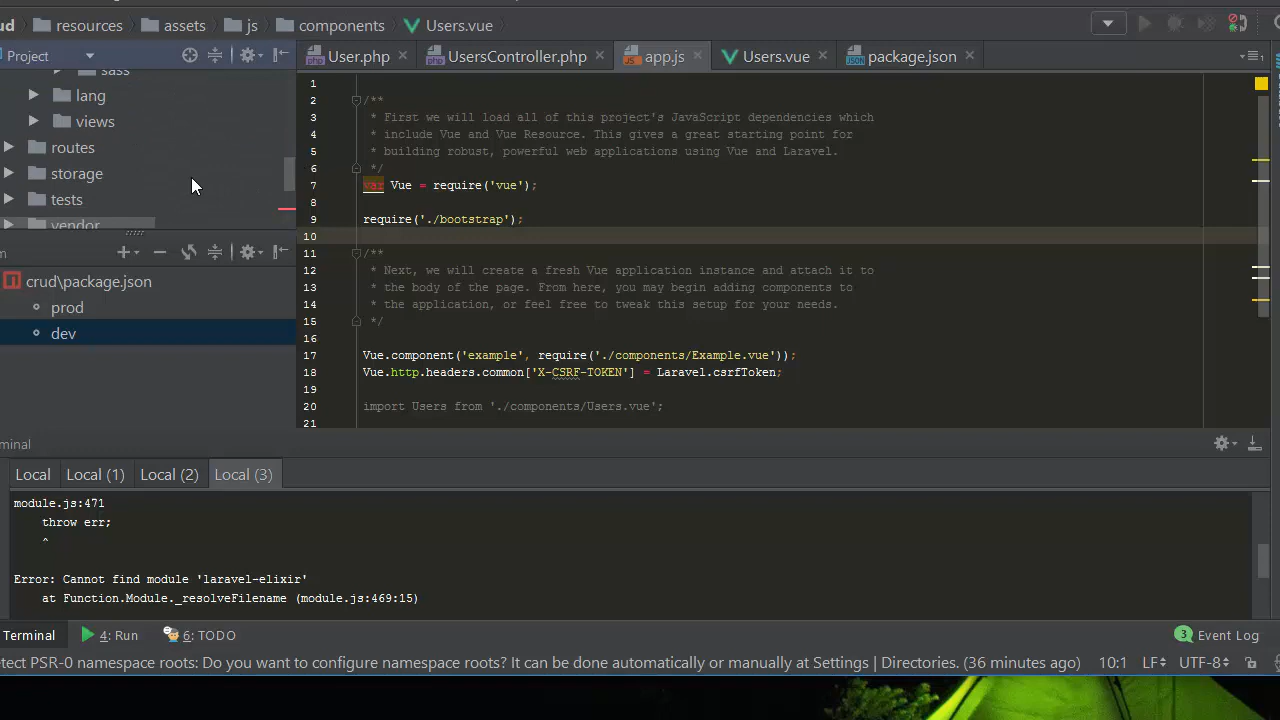 ud resources assets js components Users.vue
Project
User.php UsersController.php app.js Users.vue package.json
sass
lang
views
routes
storage
tests
vendor
m
crud\package.json
prod
dev
1
2 /**
3 * First we will load all of this project's JavaScript dependencies which
4 * include Vue and Vue Resource. This gives a great starting point for
5 * building robust, powerful web applications using Vue and Laravel.
6 */
7 var Vue = require('vue');
8
9 require('./bootstrap');
10
11 /**
12 * Next, we will create a fresh Vue application instance and attach it to
13 * the body of the page. From here, you may begin adding components to
14 * the application, or feel free to tweak this setup for your needs.
15 */
16
17 Vue.component('example', require('./components/Example.vue'));
18 Vue.http.headers.common['X-CSRF-TOKEN'] = Laravel.csrfToken;
19
20 import Users from './components/Users.vue';
21
minal
Local Local (1) Local (2) Local (3)
module.js:471
throw err;
^
Error: Cannot find module 'laravel-elixir'
at Function.Module._resolveFilename (module.js:469:15)
Terminal 4: Run 6: TODO 3 Event Log
etect PSR-0 namespace roots: Do you want to configure namespace roots? It can be done automatically or manually at Settings | Directories. (36 minutes ago) 10:1 LF UTF-8